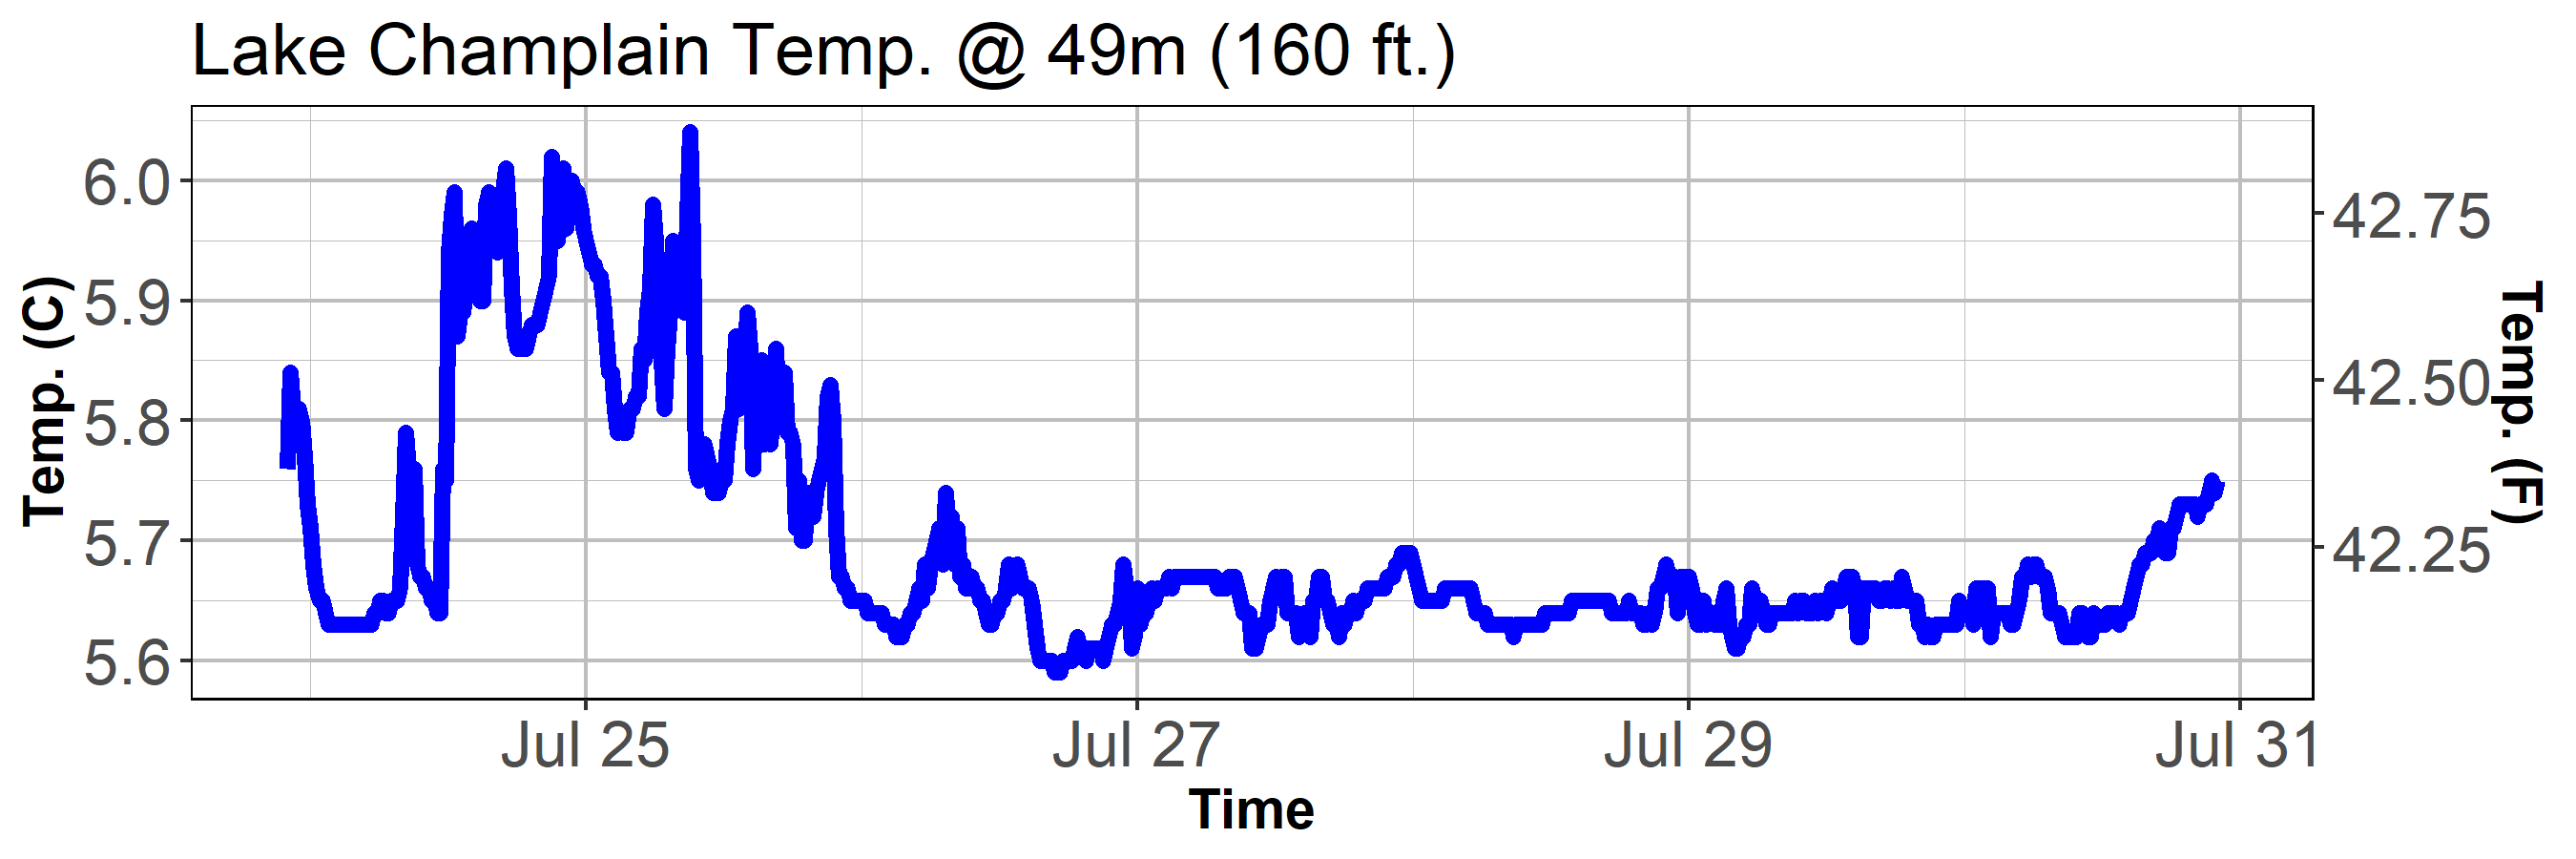 Lake Champlain Temp. @ 49m (160 ft.)
Temp. (C)
6.0
5.9
5.8
5.7
5.6
42.75
42.50
42.25
Temp. (F)
Jul 25 Jul 27 Jul 29 Jul 31
Time